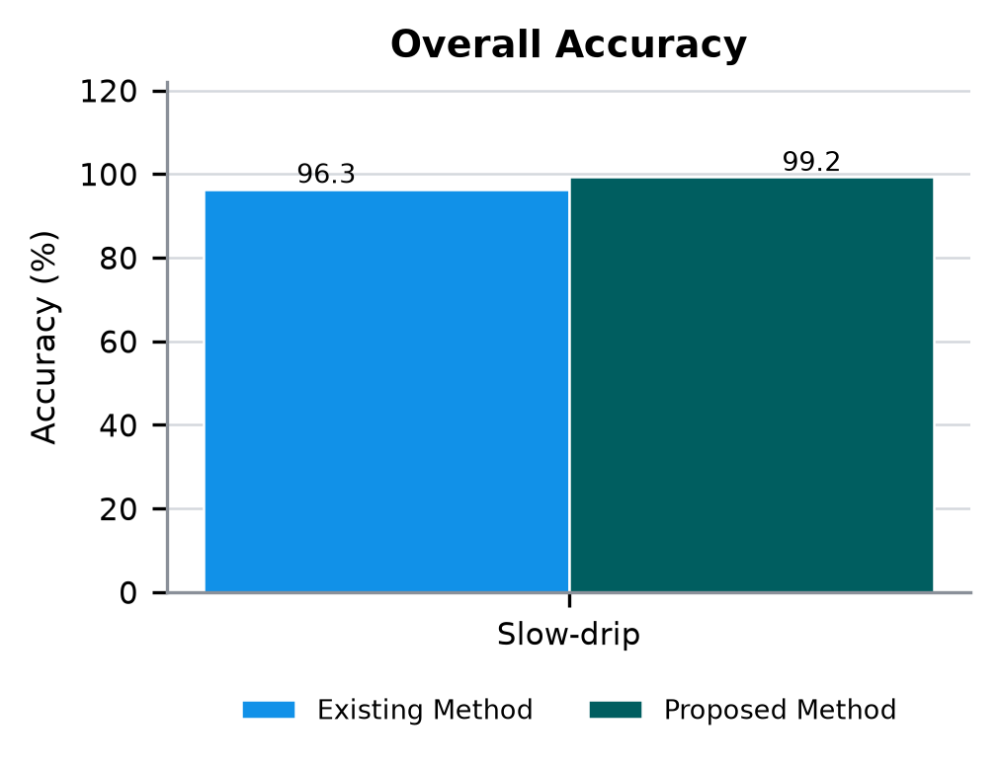 Overall Accuracy
120
100
80
60
40
20
0
Accuracy (%)
96.3
99.2
Slow-drip
Existing Method
Proposed Method